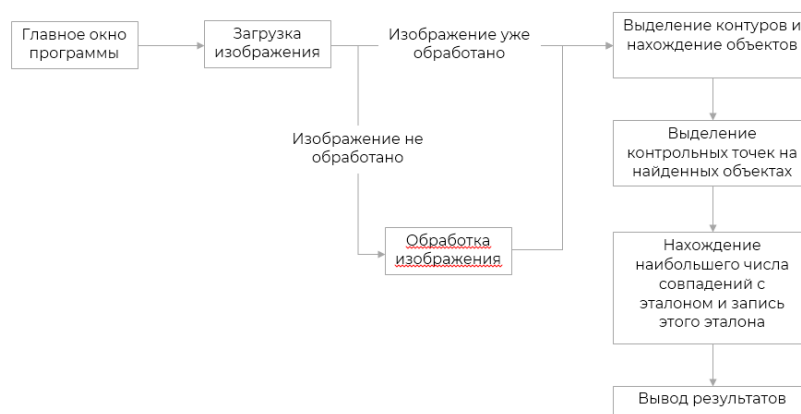 Главное окно
программы
Загрузка
изображения
Изображение уже
обработано
Выделение контуров и
нахождение объектов
Изображение не
обработано
Выделение
контрольных точек на
найденных объектах
Обработка
изображения
Нахождение
наибольшего числа
совпадений с
эталоном и запись
этого эталона
Вывод результатов